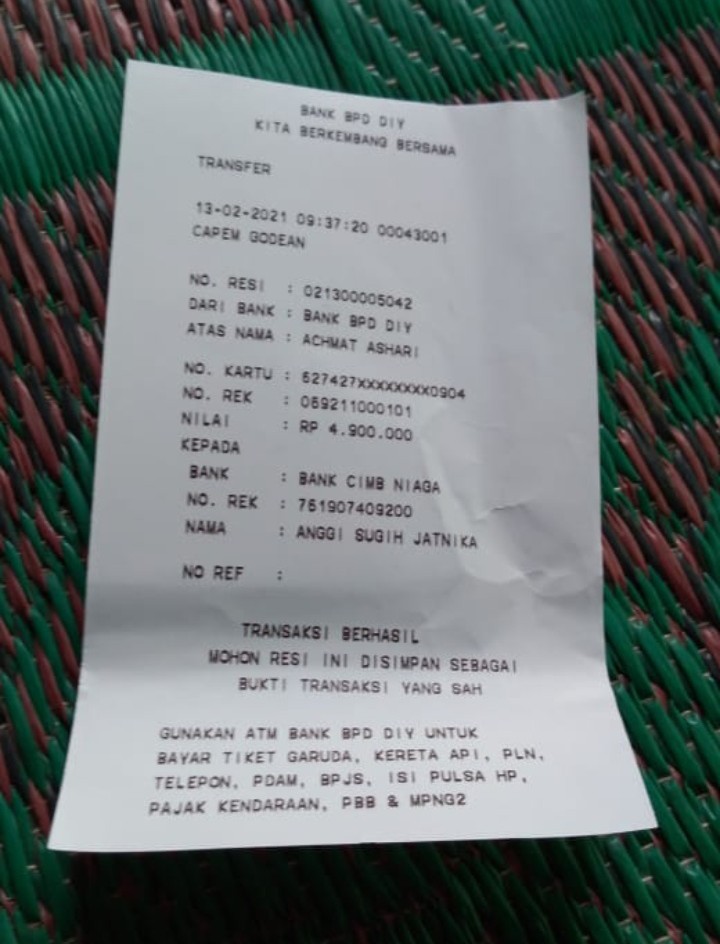 BANK BPD DIY
KITA BERKEMBANG BERSAMA
TRANSFER
13-02-2021 09:37:20 00043001
CAPEM GODEAN
NO. RESI : 021300005042
DARI BANK : BANK BPD DIY
ATAS NAMA : ACHMAT ASHARI
NO. KARTU : 627427XXXXXXXX0904
NO. REK : 069211000101
NILAI : RP 4.900.000
KEPADA
BANK : BANK CIMB NIAGA
NO. REK : 761907409200
NAMA : ANGGI SUGIH JATNIKA
NO REF :
TRANSAKSI BERHASIL
MOHON RESI INI DISIMPAN SEBAGAI
BUKTI TRANSAKSI YANG SAH
GUNAKAN ATM BANK BPD DIY UNTUK
BAYAR TIKET GARUDA, KERETA API, PLN,
TELEPON, PDAM, BPJS, ISI PULSA HP,
PAJAK KENDARAAN, PBB & MPNG2